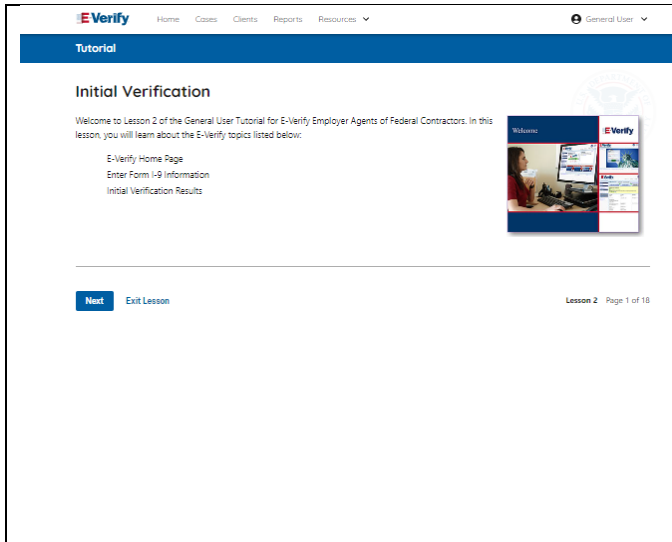 E-Verify Home Cases Clients Reports Resources General User
Tutorial
Initial Verification
Welcome to Lesson 2 of the General User Tutorial for E-Verify Employer Agents of Federal Contractors. In this
lesson, you will learn about the E-Verify topics listed below:
E-Verify Home Page
Enter Form I-9 Information
Initial Verification Results
Welcome
E-Verify
Next Exit Lesson Lesson 2 Page 1 of 18